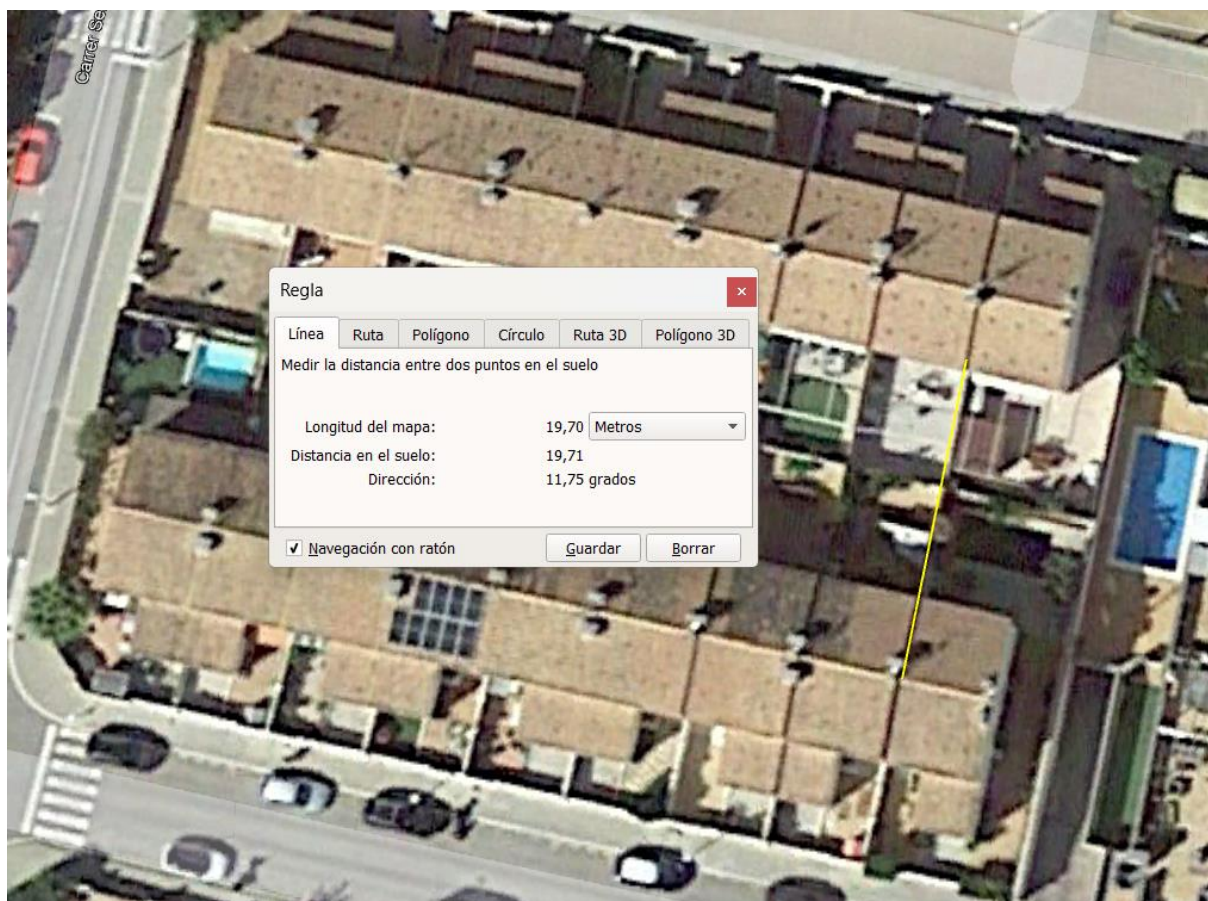 Carrer Se
Regla
Línea Ruta Polígono Círculo Ruta 3D Polígono 3D
Medir la distancia entre dos puntos en el suelo
Longitud del mapa: 19,70 Metros
Distancia en el suelo: 19,71
Dirección: 11,75 grados
Navegación con ratón Guardar Borrar